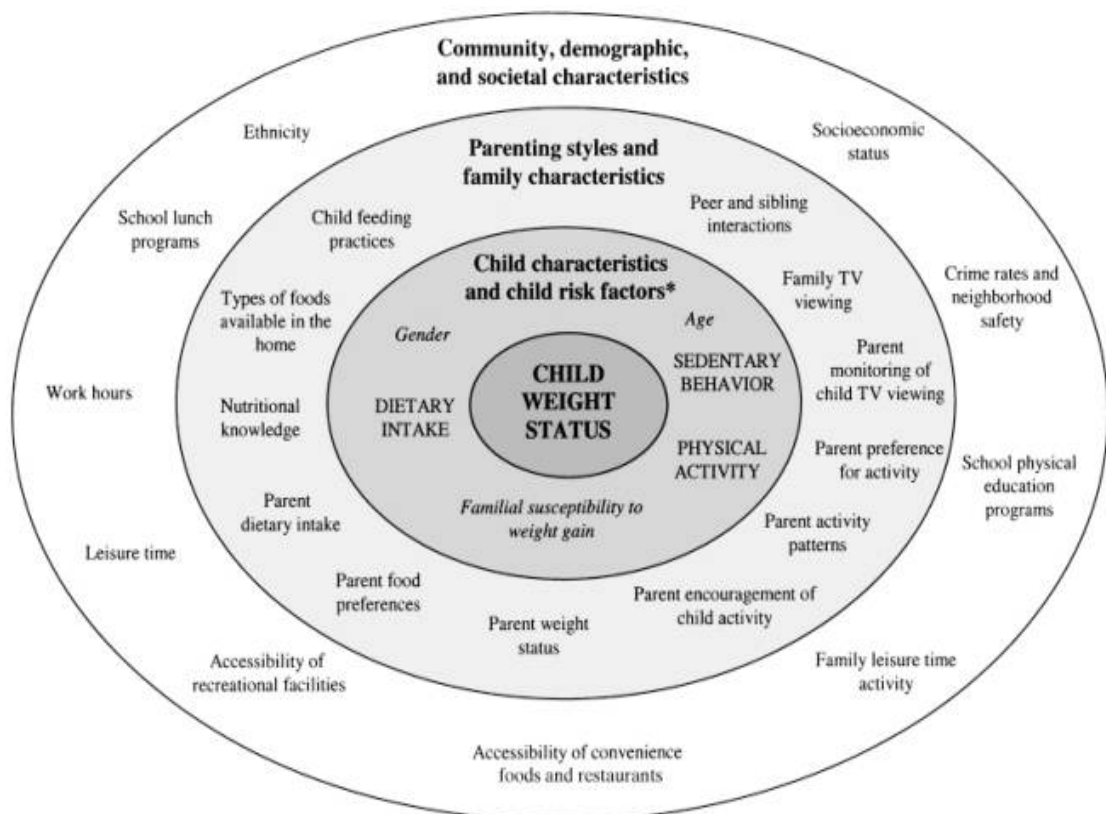 Community, demographic,
and societal characteristics
Ethnicity
Socioeconomic
status
Parenting styles and
family characteristics
School lunch
programs
Child feeding
practices
Peer and sibling
interactions
Child characteristics
and child risk factors*
Types of foods
available in the
home
Family TV
viewing
Crime rates and
neighborhood
safety
Gender
Age
SEDENTARY
BEHAVIOR
Parent
monitoring of
child TV viewing
CHILD
WEIGHT
STATUS
Work hours
Nutritional
knowledge
DIETARY
INTAKE
PHYSICAL
ACTIVITY
Parent preference
for activity
School physical
education
programs
Familial susceptibility to
weight gain
Parent
dietary intake
Parent activity
patterns
Leisure time
Parent food
preferences
Parent weight
status
Parent encouragement of
child activity
Accessibility of
recreational facilities
Family leisure time
activity
Accessibility of convenience
foods and restaurants